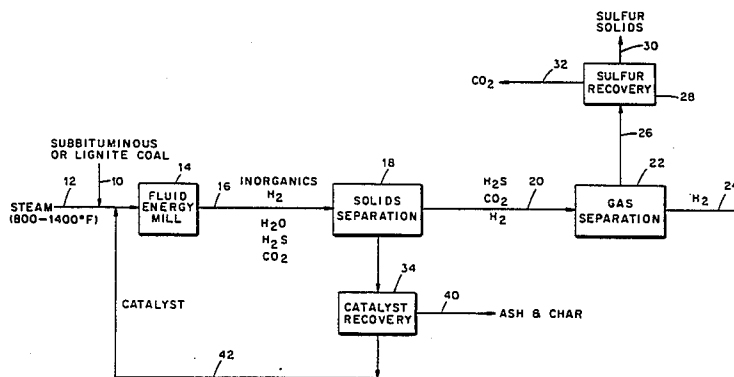 SULFUR
SOLIDS
30
32
CO2
SULFUR
RECOVERY
28
SUBBITUMINOUS
OR LIGNITE COAL
26
12
10
14
INORGANICS
18
22
STEAM
(800–1400°F)
FLUID
ENERGY
MILL
16
H2
H2O
H2S
CO2
SOLIDS
SEPARATION
H2S
CO2
H2
20
GAS
SEPARATION
H2
24
34
CATALYST
CATALYST
RECOVERY
40
ASH & CHAR
42